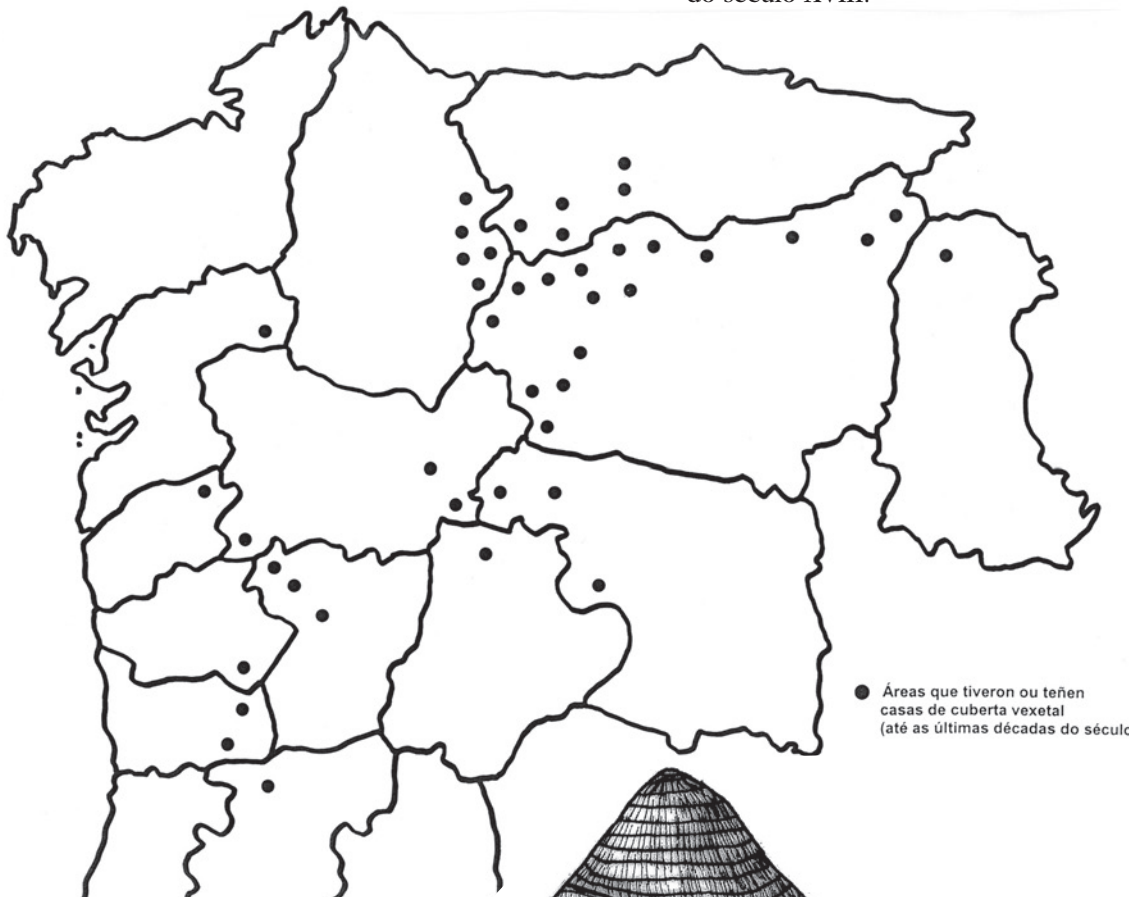 do século XVIII.
Áreas que tiveron ou teñen
casas de cuberta vexetal
(até as últimas décadas do século